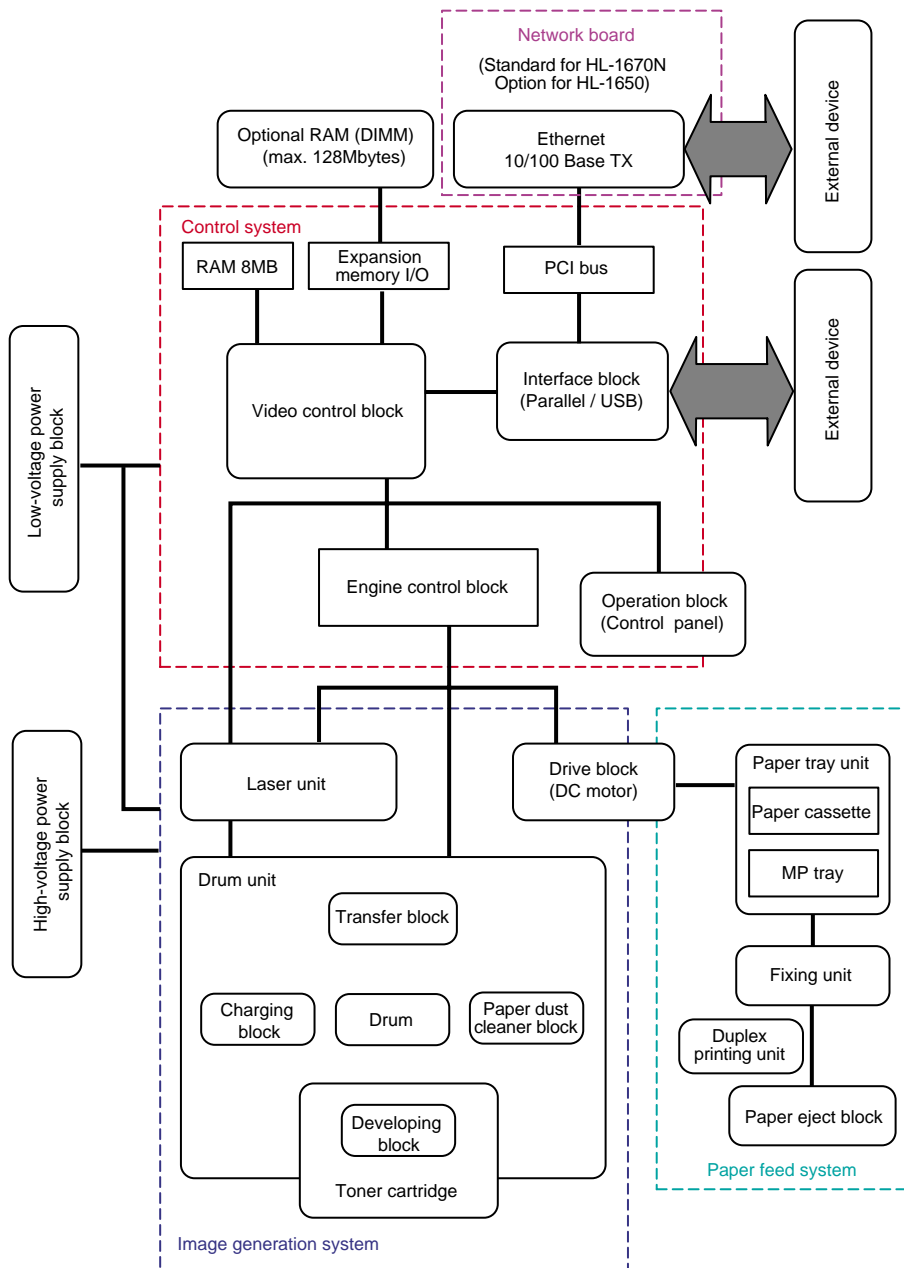 Network board
(Standard for HL-1670N
Option for HL-1650)
Optional RAM (DIMM)
(max. 128Mbytes)
Ethernet
10/100 Base TX
External device
Control system
RAM 8MB
Expansion
memory I/O
PCI bus
Video control block
Interface block
(Parallel / USB)
External device
Low-voltage power
supply block
Engine control block
Operation block
(Control panel)
High-voltage power
supply block
Laser unit
Drive block
(DC motor)
Paper tray unit
Paper cassette
MP tray
Drum unit
Transfer block
Charging
block
Drum
Paper dust
cleaner block
Fixing unit
Duplex
printing unit
Paper eject block
Developing
block
Toner cartridge
Paper feed system
Image generation system